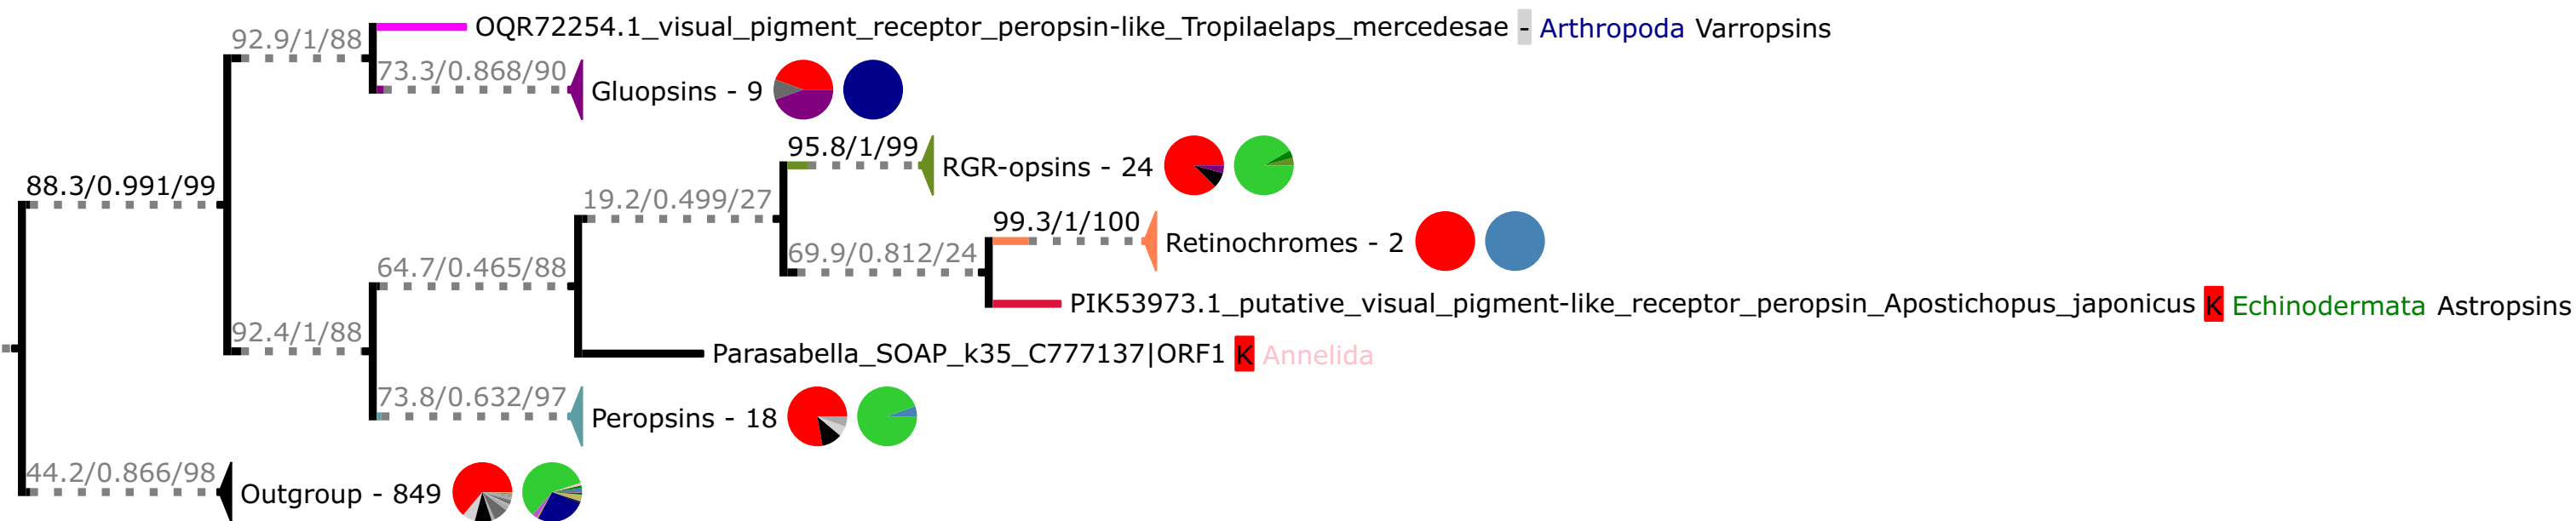 OQR72254.1_visual_pigment_receptor_peropsin-like_Tropilaelaps_mercedesae - Arthropoda Varropsins
92.9/1/88
73.3/0.868/90
Gluopsins - 9
95.8/1/99
RGR-opsins - 24
88.3/0.991/99
19.2/0.499/27
99.3/1/100
Retinochromes - 2
69.9/0.812/24
64.7/0.465/88
PIK53973.1_putative_visual_pigment-like_receptor_peropsin_Apostichopus_japonicus K Echinodermata Astropsins
92.4/1/88
Parasabella_SOAP_k35_C777137|ORF1 K Annelida
73.8/0.632/97
Peropsins - 18
44.2/0.866/98
Outgroup - 849